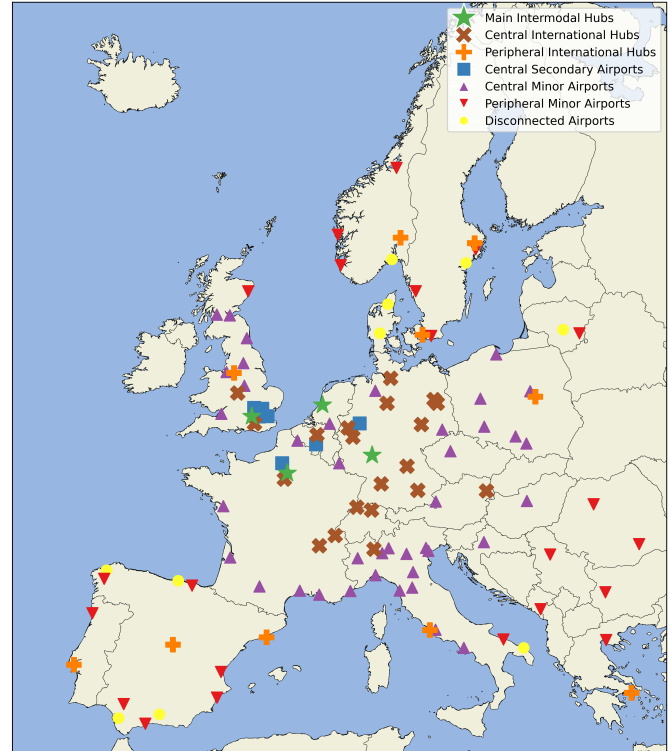 Main Intermodal Hubs
Central International Hubs
Peripheral International Hubs
Central Secondary Airports
Central Minor Airports
Peripheral Minor Airports
Disconnected Airports